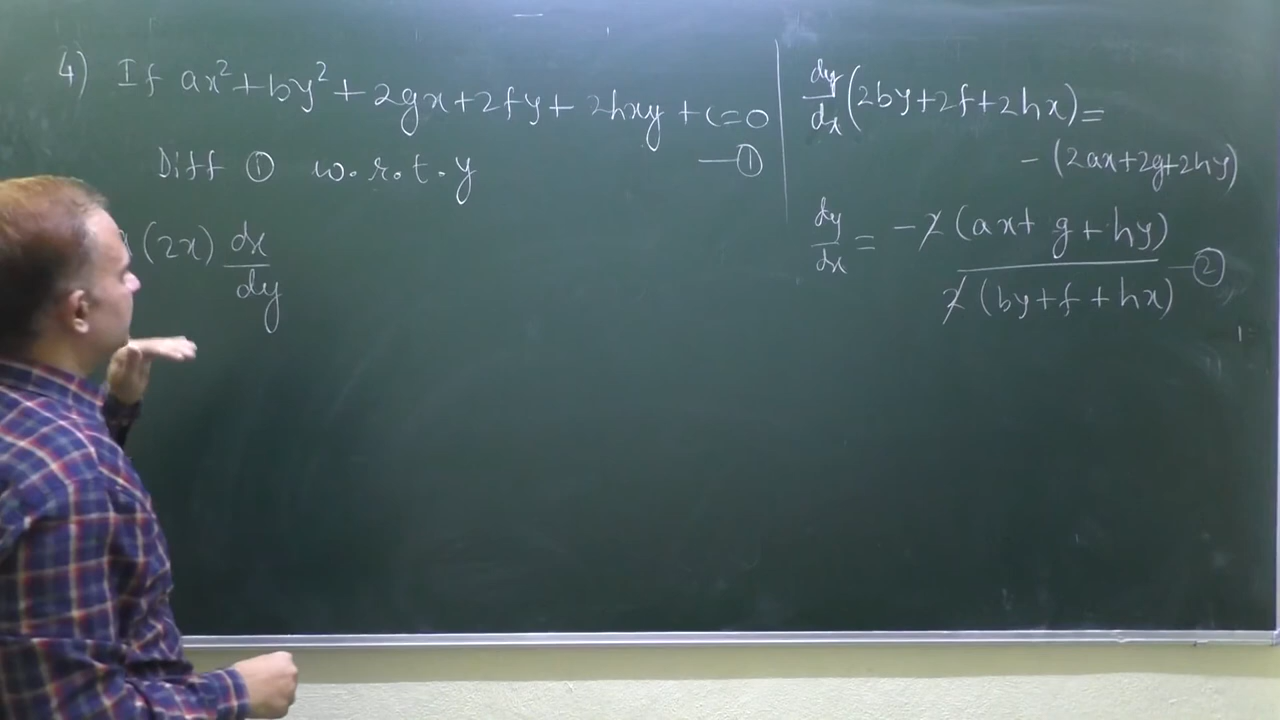 4) If ax²+by²+2gx+2fy+2hxy+c=0
—①
Diff ① w.r.t.y
(2x) dx/dy
dy/dx(2by+2f+2hx)=
-(2ax+2g+2hy)
dy/dx = -2(ax+g+hy)/2(by+f+hx) —②